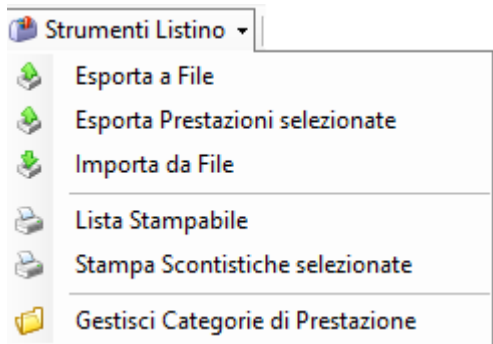 Strumenti Listino
Esporta a File
Esporta Prestazioni selezionate
Importa da File
Lista Stampabile
Stampa Scontistiche selezionate
Gestisci Categorie di Prestazione